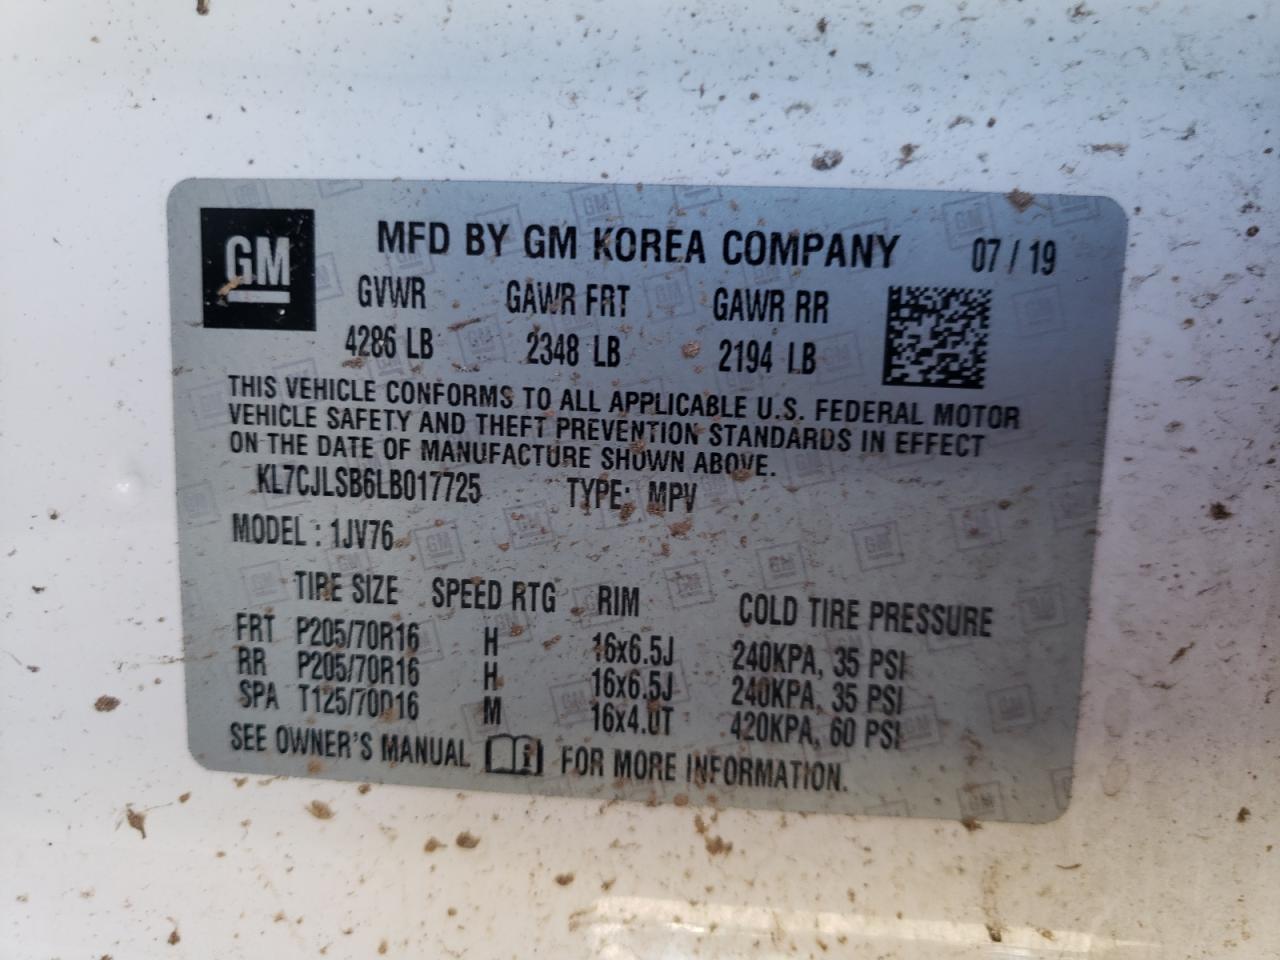 GM
MFD BY GM KOREA COMPANY 07 / 19
GVWR GAWR FRT GAWR RR
4286 LB 2348 LB 2194 LB
THIS VEHICLE CONFORMS TO ALL APPLICABLE U.S. FEDERAL MOTOR
VEHICLE SAFETY AND THEFT PREVENTION STANDARDS IN EFFECT
ON THE DATE OF MANUFACTURE SHOWN ABOVE.
KL7CJLSB6LB017725 TYPE: MPV
MODEL : 1JV76
TIRE SIZE SPEED RTG RIM COLD TIRE PRESSURE
FRT P205/70R16 H 16x6.5J 240KPA, 35 PSI
RR P205/70R16 H 16x6.5J 240KPA, 35 PSI
SPA T125/70D16 M 16x4.0T 420KPA, 60 PSI
SEE OWNER'S MANUAL i FOR MORE INFORMATION.